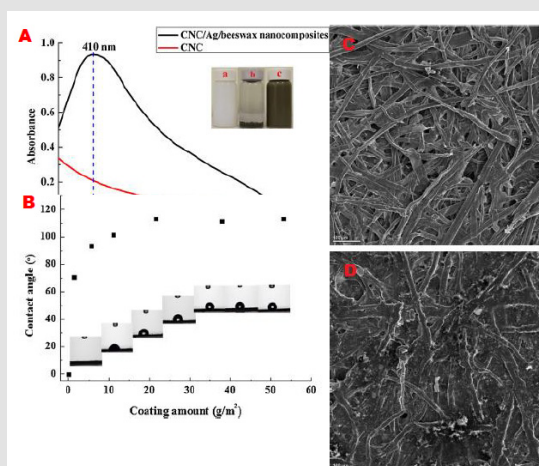 A
410 nm
CNC/Ag/beeswax nanocomposites
CNC
a
b
c
1.0
0.8
0.6
0.4
0.2
Absorbance
B
120
100
80
60
40
20
0
Contact angle (°)
0
10
20
30
40
50
60
Coating amount (g/m²)
C
D